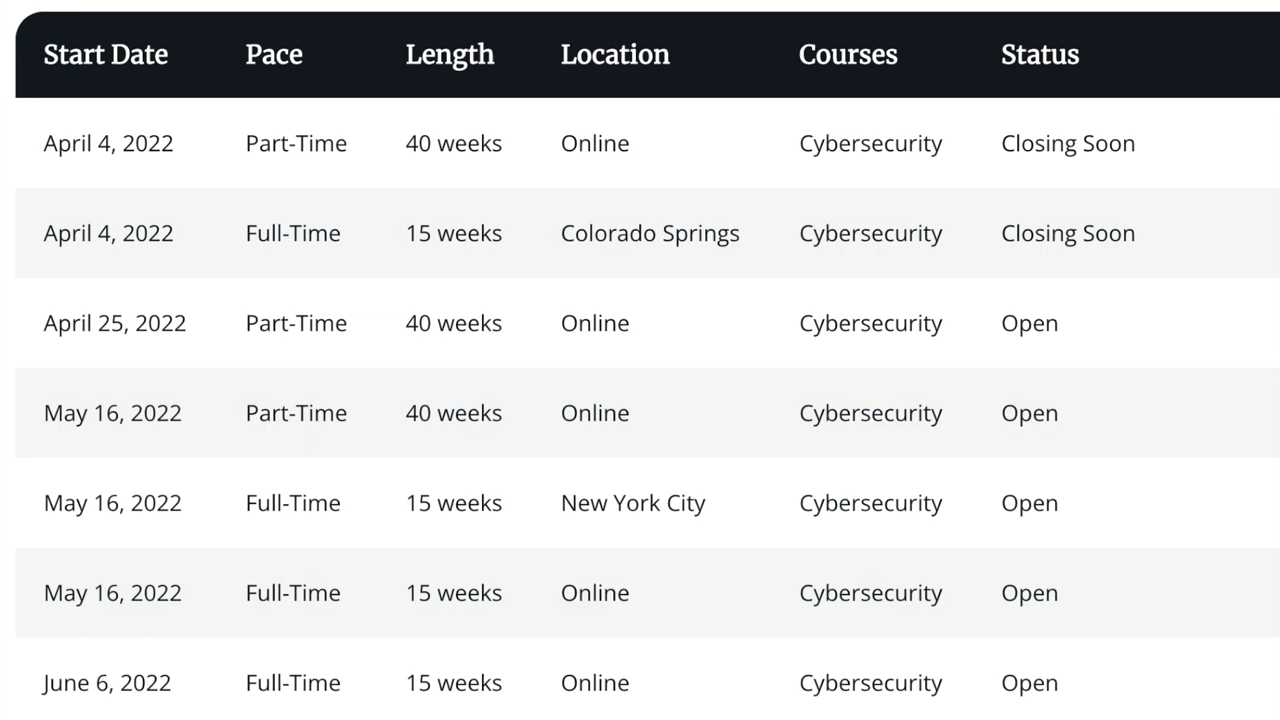 Start Date Pace Length Location Courses Status
April 4, 2022 Part-Time 40 weeks Online Cybersecurity Closing Soon
April 4, 2022 Full-Time 15 weeks Colorado Springs Cybersecurity Closing Soon
April 25, 2022 Part-Time 40 weeks Online Cybersecurity Open
May 16, 2022 Part-Time 40 weeks Online Cybersecurity Open
May 16, 2022 Full-Time 15 weeks New York City Cybersecurity Open
May 16, 2022 Full-Time 15 weeks Online Cybersecurity Open
June 6, 2022 Full-Time 15 weeks Online Cybersecurity Open